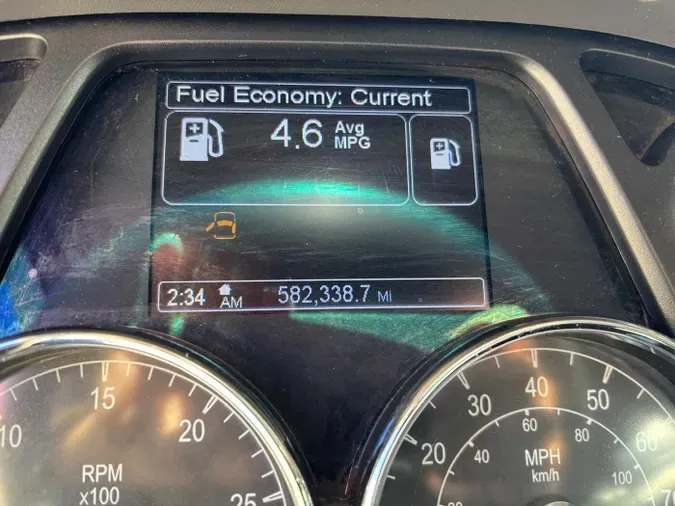 Fuel Economy: Current
4.6 Avg MPG
2:34 AM 582,338.7 Mi
10 15 20 25
RPM
x100
20 30 40 50 60 70
40 60 80 100
MPH
km/h